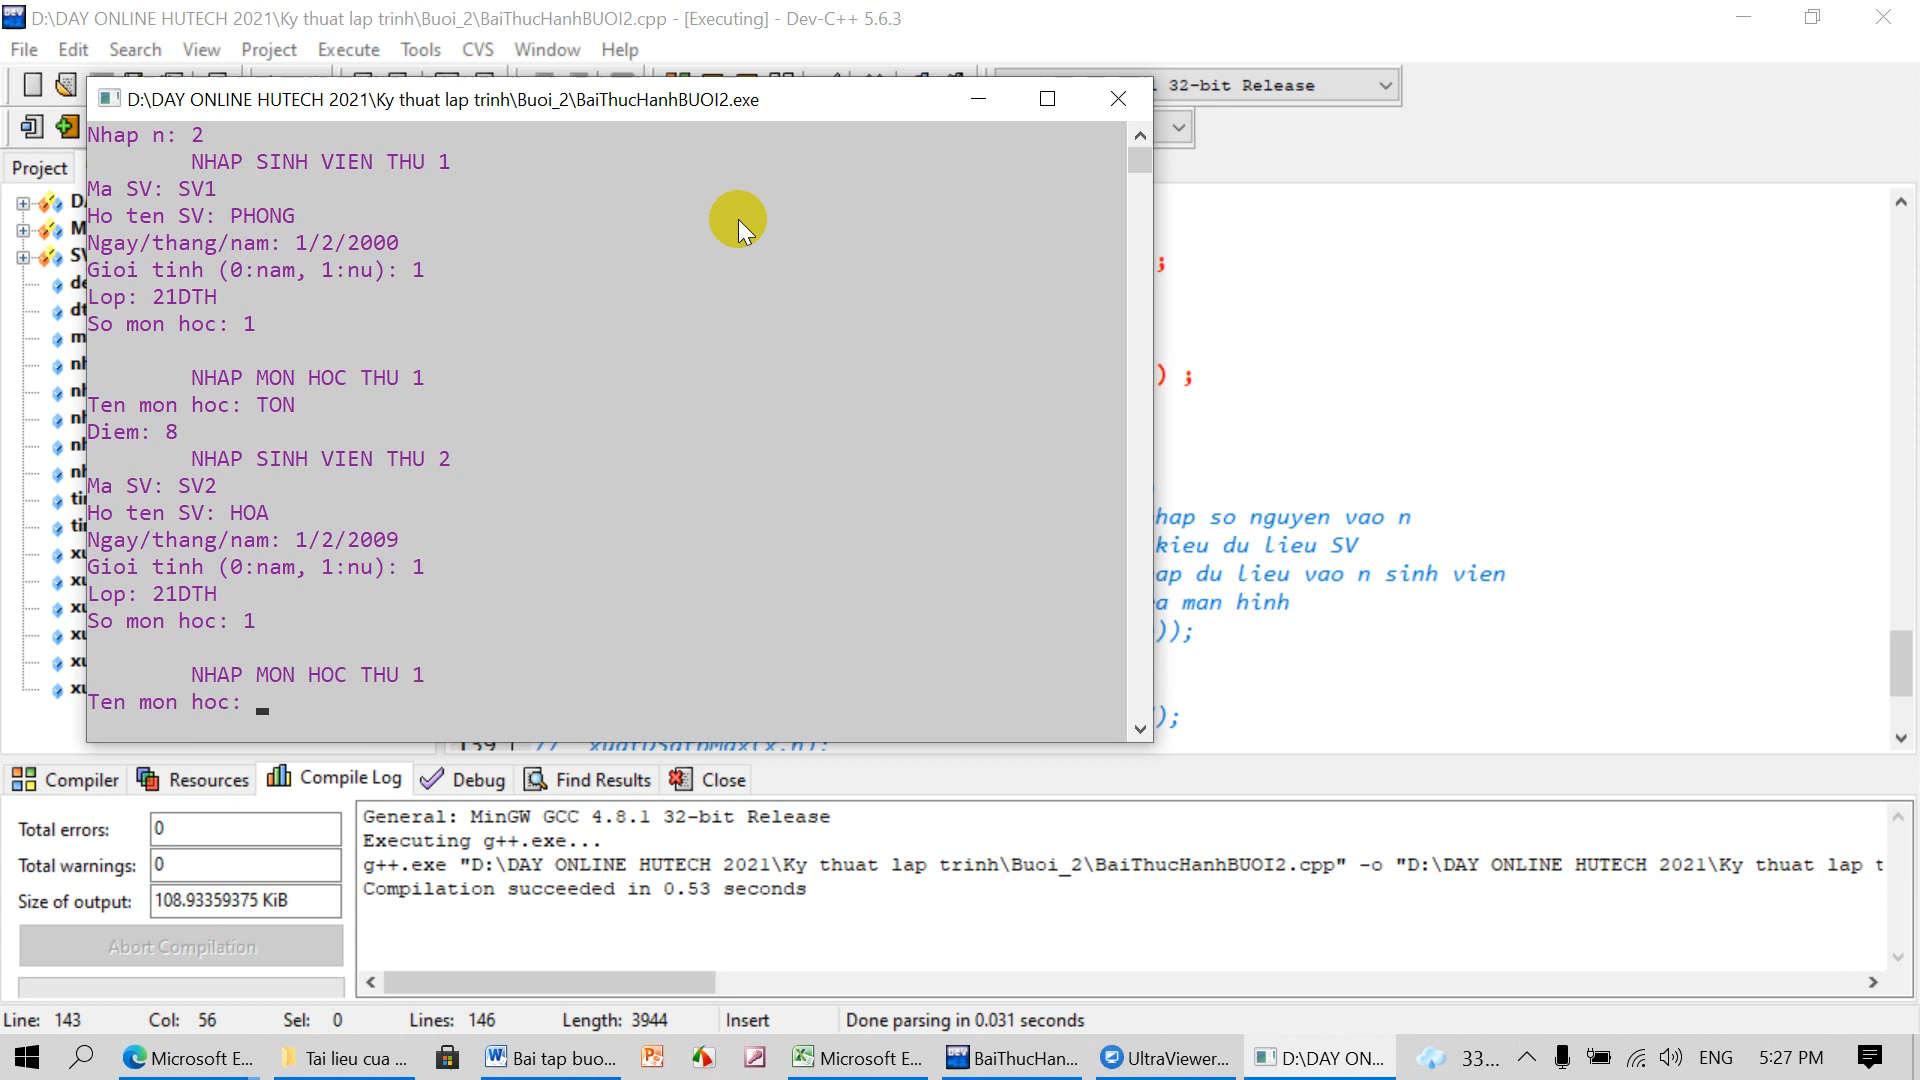 D:\DAY ONLINE HUTECH 2021\Ky thuat lap trinh\Buoi_2\BaiThucHanhBUOI2.cpp - [Executing] - Dev-C++ 5.6.3
File Edit Search View Project Execute Tools CVS Window Help
32-bit Release
D:\DAY ONLINE HUTECH 2021\Ky thuat lap trinh\Buoi_2\BaiThucHanhBUOI2.exe
Nhap n: 2
NHAP SINH VIEN THU 1
Ma SV: SV1
Ho ten SV: PHONG
Ngay/thang/nam: 1/2/2000
Gioi tinh (0:nam, 1:nu): 1
Lop: 21DTH
So mon hoc: 1
NHAP MON HOC THU 1
Ten mon hoc: TON
Diem: 8
NHAP SINH VIEN THU 2
Ma SV: SV2
Ho ten SV: HOA
Ngay/thang/nam: 1/2/2009
Gioi tinh (0:nam, 1:nu): 1
Lop: 21DTH
So mon hoc: 1
NHAP MON HOC THU 1
Ten mon hoc:
Project
;
) ;
hap so nguyen vao n
kieu du lieu SV
ap du lieu vao n sinh vien
a man hinh
));
);
Compiler Resources Compile Log Debug Find Results Close
Total errors: 0
Total warnings: 0
Size of output: 108.93359375 KiB
Abort Compilation
General: MinGW GCC 4.8.1 32-bit Release
Executing g++.exe...
g++.exe "D:\DAY ONLINE HUTECH 2021\Ky thuat lap trinh\Buoi_2\BaiThucHanhBUOI2.cpp" -o "D:\DAY ONLINE HUTECH 2021\Ky thuat lap t
Compilation succeeded in 0.53 seconds
Line: 143 Col: 56 Sel: 0 Lines: 146 Length: 3944 Insert Done parsing in 0.031 seconds
Microsoft E... Tai lieu cua ... Bai tap buo... Microsoft E... BaiThucHan... UltraViewer... D:\DAY ON... 33... ENG 5:27 PM